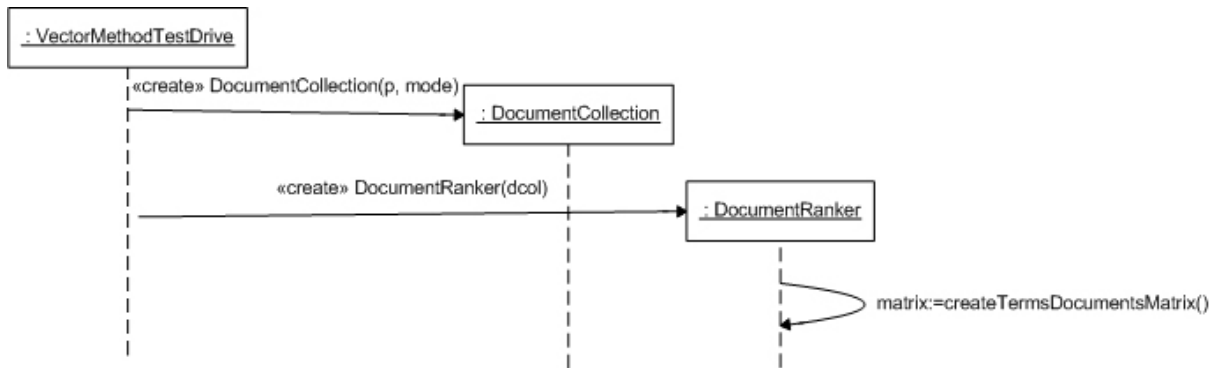 : VectorMethodTestDrive
«create» DocumentCollection(p, mode)
: DocumentCollection
«create» DocumentRanker(dcol)
: DocumentRanker
matrix:=createTermsDocumentsMatrix()